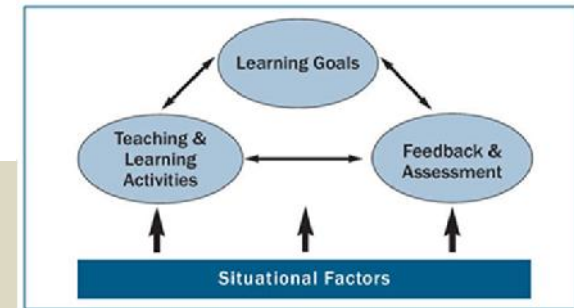 Learning Goals
Teaching &
Learning
Activities
Feedback &
Assessment
Situational Factors